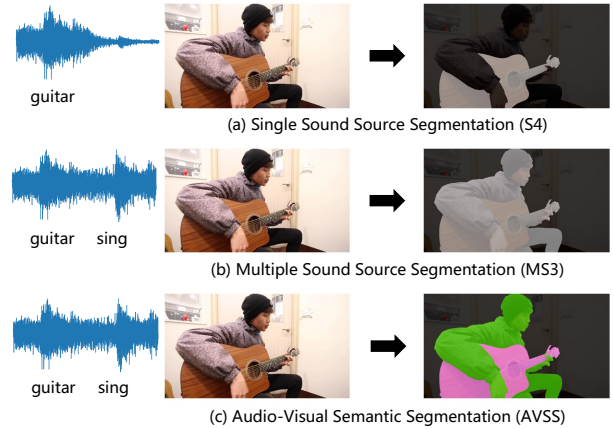 guitar
(a) Single Sound Source Segmentation (S4)
guitar sing
(b) Multiple Sound Source Segmentation (MS3)
guitar sing
(c) Audio-Visual Semantic Segmentation (AVSS)